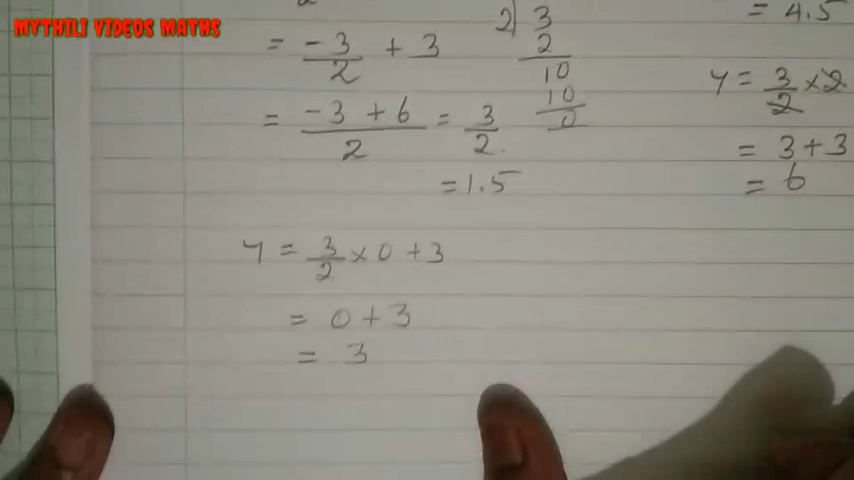 MYTHILI VIDEOS MATHS
= -3/2 + 3
= -3 + 6/2 = 3/2
= 1.5
2) 3
2
10
10
0
= 4.5
Y = 3/2 × 2
= 3 + 3
= 6
Y = 3/2 × 0 + 3
= 0 + 3
= 3